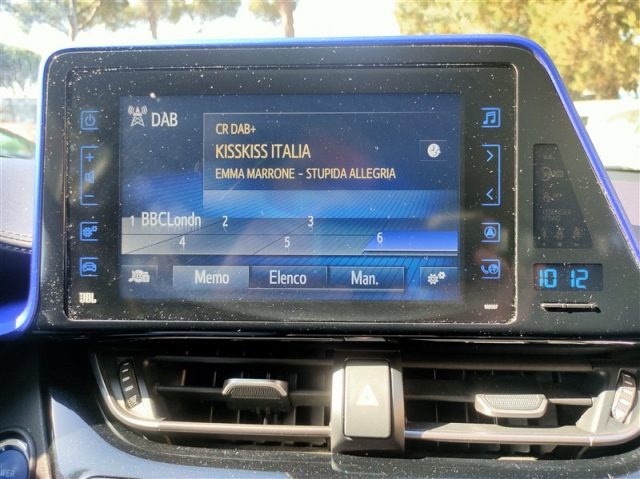 DAB
CR DAB+
KISSKISS ITALIA
EMMA MARRONE - STUPIDA ALLEGRIA
1 BBCLondn 2 3
4 5 6
Memo Elenco Man.
JBL
10 12
POWER